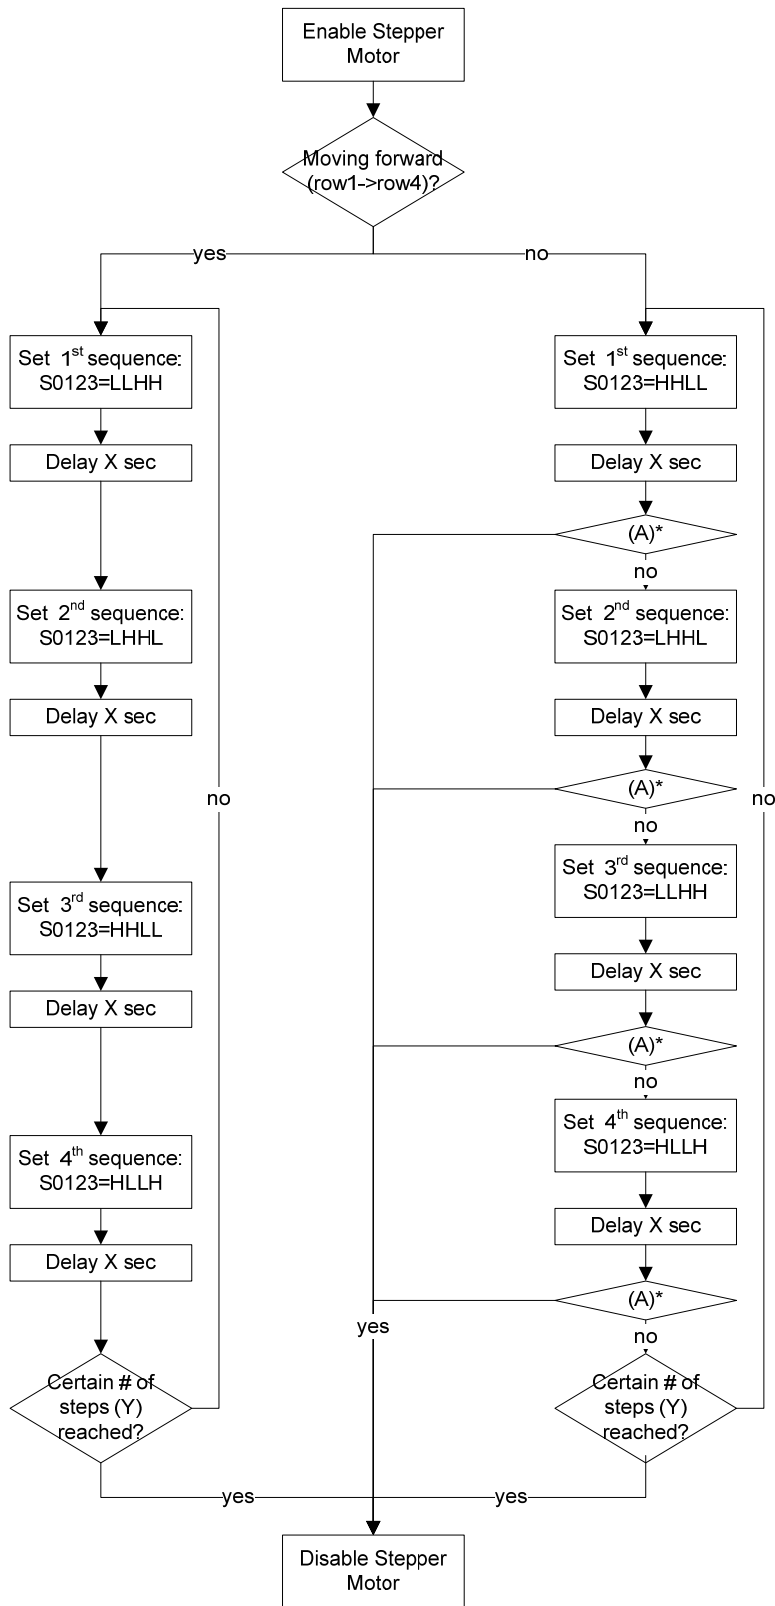 Enable Stepper
Motor
Moving forward
(row1->row4)?
yes
no
Set 1st sequence:
S0123=LLHH
Delay X sec
Set 2nd sequence:
S0123=LHHL
Delay X sec
no
Set 3rd sequence:
S0123=HHLL
Delay X sec
Set 4th sequence:
S0123=HLLH
Delay X sec
Certain # of
steps (Y)
reached?
yes
Set 1st sequence:
S0123=HHLL
Delay X sec
(A)*
no
Set 2nd sequence:
S0123=LHHL
Delay X sec
(A)*
no
no
Set 3rd sequence:
S0123=LLHH
Delay X sec
(A)*
no
Set 4th sequence:
S0123=HLLH
Delay X sec
(A)*
yes
no
Certain # of
steps (Y)
reached?
yes
Disable Stepper
Motor